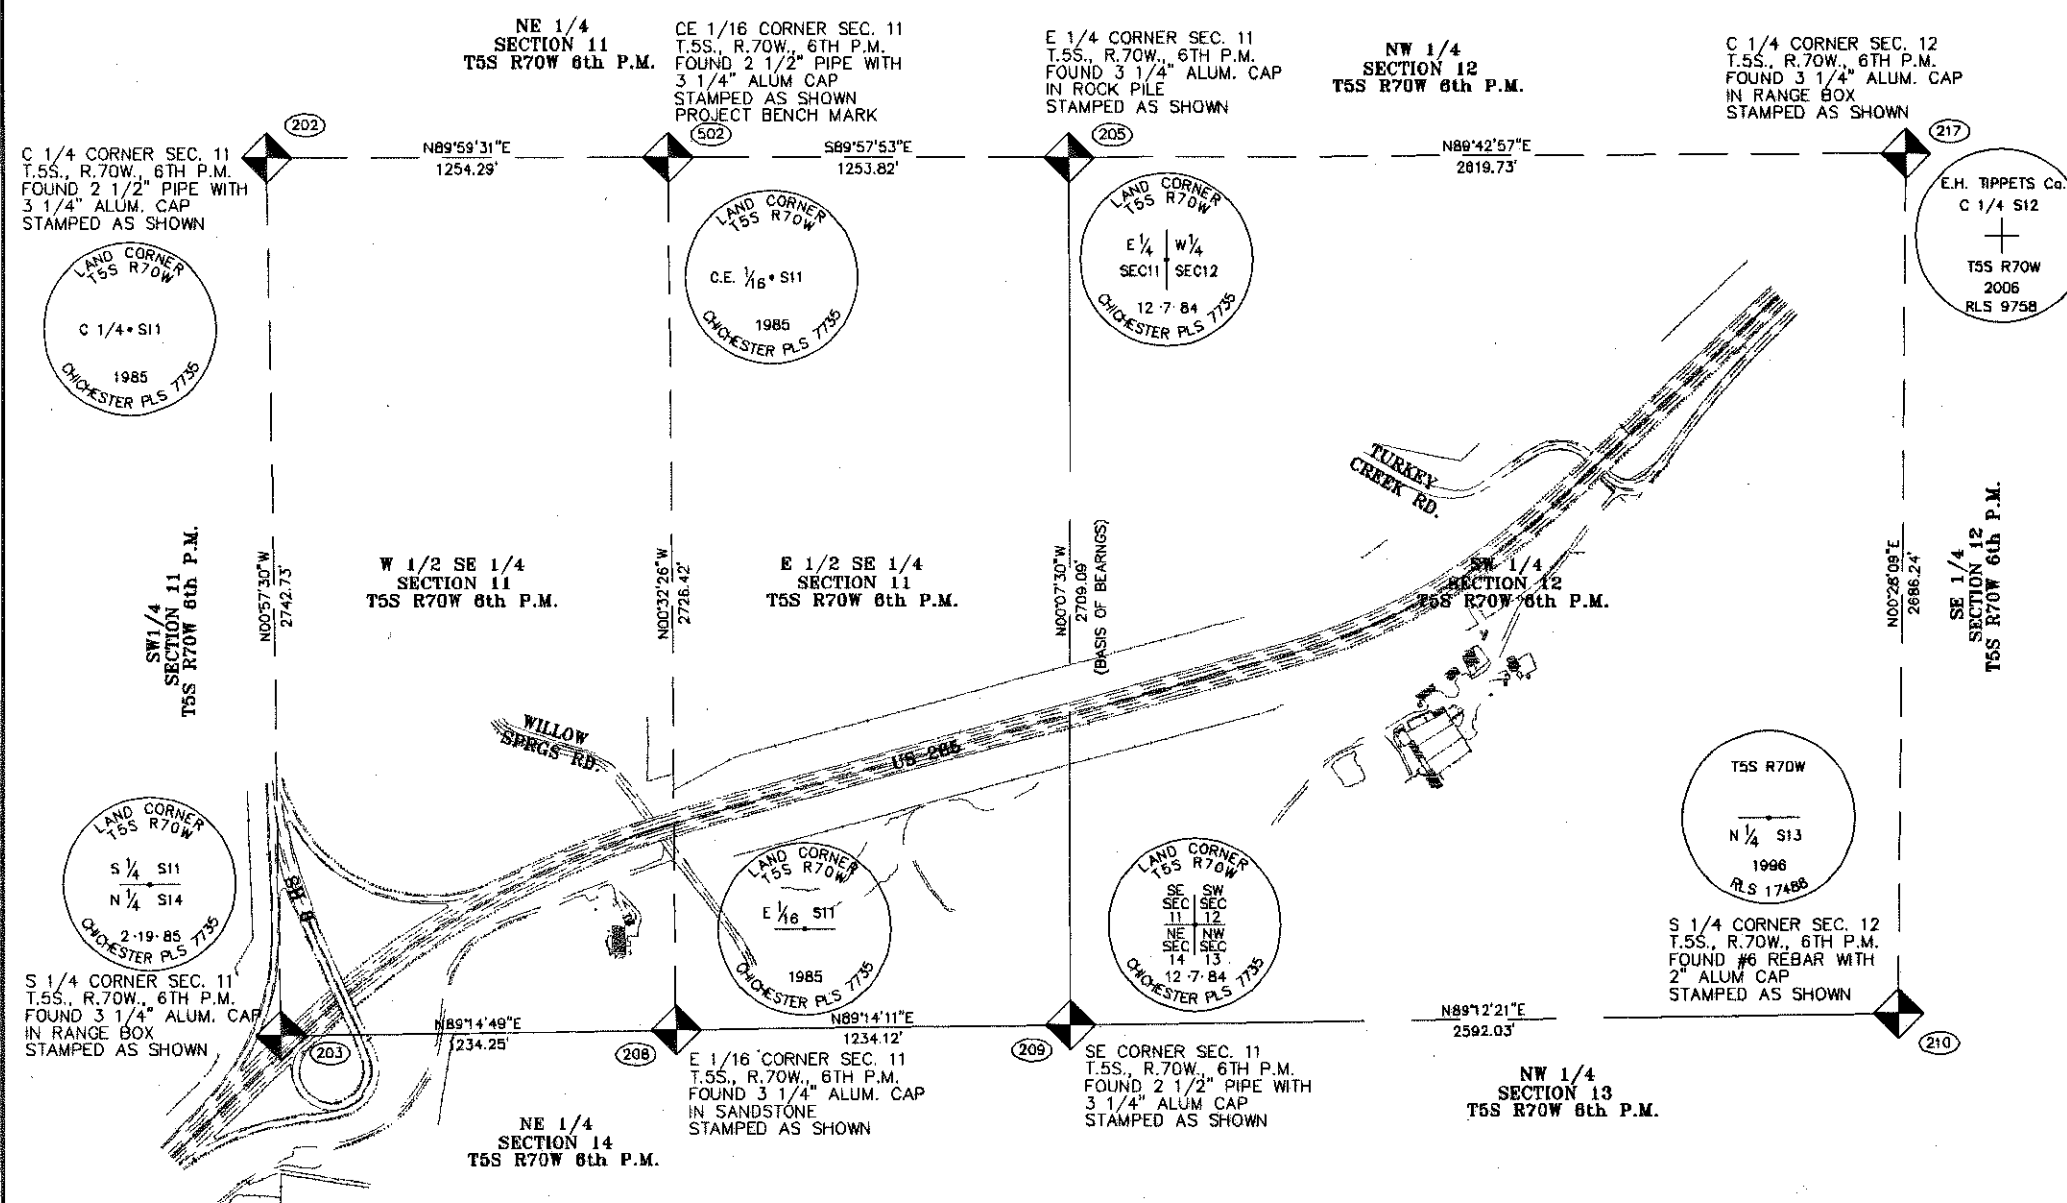 NE 1/4
SECTION 11
T5S R70W 6th P.M.
CE 1/16 CORNER SEC. 11
T.5S., R.70W., 6TH P.M.
FOUND 2 1/2" PIPE WITH
3 1/4" ALUM CAP
STAMPED AS SHOWN
PROJECT BENCH MARK
E 1/4 CORNER SEC. 11
T.5S., R.70W., 6TH P.M.
FOUND 3 1/4" ALUM. CAP
IN ROCK PILE
STAMPED AS SHOWN
NW 1/4
SECTION 12
T5S R70W 6th P.M.
C 1/4 CORNER SEC. 12
T.5S., R.70W., 6TH P.M.
FOUND 3 1/4" ALUM. CAP
IN RANGE BOX
STAMPED AS SHOWN
202
502
205
217
C 1/4 CORNER SEC. 11
T.5S., R.70W., 6TH P.M.
FOUND 2 1/2" PIPE WITH
3 1/4" ALUM. CAP
STAMPED AS SHOWN
N89°59'31"E
1254.29'
S89°57'53"E
1253.82'
N89°42'57"E
2619.73'
LAND CORNER
T5S R70W
C 1/4 S11
1985
CHICHESTER PLS 7735
LAND CORNER
T5S R70W
C.E. 1/16 S11
1985
CHICHESTER PLS 7735
LAND CORNER
T5S R70W
E 1/4 W 1/4
SEC11 SEC12
12·7·84
CHICHESTER PLS 7735
E.H. TIPPETS Co.
C 1/4 S12
T5S R70W
2006
RLS 9758
TURKEY
CREEK RD.
SW1/4
SECTION 11
T5S R70W 6th P.M.
N00°57'30"W
2742.73'
W 1/2 SE 1/4
SECTION 11
T5S R70W 6th P.M.
N00°32'26"W
2726.42'
E 1/2 SE 1/4
SECTION 11
T5S R70W 6th P.M.
N00°07'30"W
2709.09'
(BASIS OF BEARNGS)
SW 1/4
SECTION 12
T5S R70W 6th P.M.
N00°28'09"E
2686.24'
SE 1/4
SECTION 12
T5S R70W 6th P.M.
WILLOW
SPRGS RD.
US 285
SH 8
LAND CORNER
T5S R70W
S 1/4 S11
N 1/4 S14
2·19·85
CHICHESTER PLS 7735
LAND CORNER
T5S R70W
E 1/16 S11
1985
CHICHESTER PLS 7735
LAND CORNER
T5S R70W
SE SW
SEC SEC
11 12
NE NW
SEC SEC
14 13
12·7·84
CHICHESTER PLS 7735
T5S R70W
N 1/4 S13
1996
RLS 17488
S 1/4 CORNER SEC. 11
T.5S., R.70W., 6TH P.M.
FOUND 3 1/4" ALUM. CAP
IN RANGE BOX
STAMPED AS SHOWN
S 1/4 CORNER SEC. 12
T.5S., R.70W., 6TH P.M.
FOUND #6 REBAR WITH
2" ALUM CAP
STAMPED AS SHOWN
N89°14'49"E
1234.25'
N89°14'11"E
1234.12'
N89°12'21"E
2592.03'
203
208
209
210
E 1/16 CORNER SEC. 11
T.5S., R.70W., 6TH P.M.
FOUND 3 1/4" ALUM. CAP
IN SANDSTONE
STAMPED AS SHOWN
SE CORNER SEC. 11
T.5S., R.70W., 6TH P.M.
FOUND 2 1/2" PIPE WITH
3 1/4" ALUM CAP
STAMPED AS SHOWN
NE 1/4
SECTION 14
T5S R70W 6th P.M.
NW 1/4
SECTION 13
T5S R70W 6th P.M.